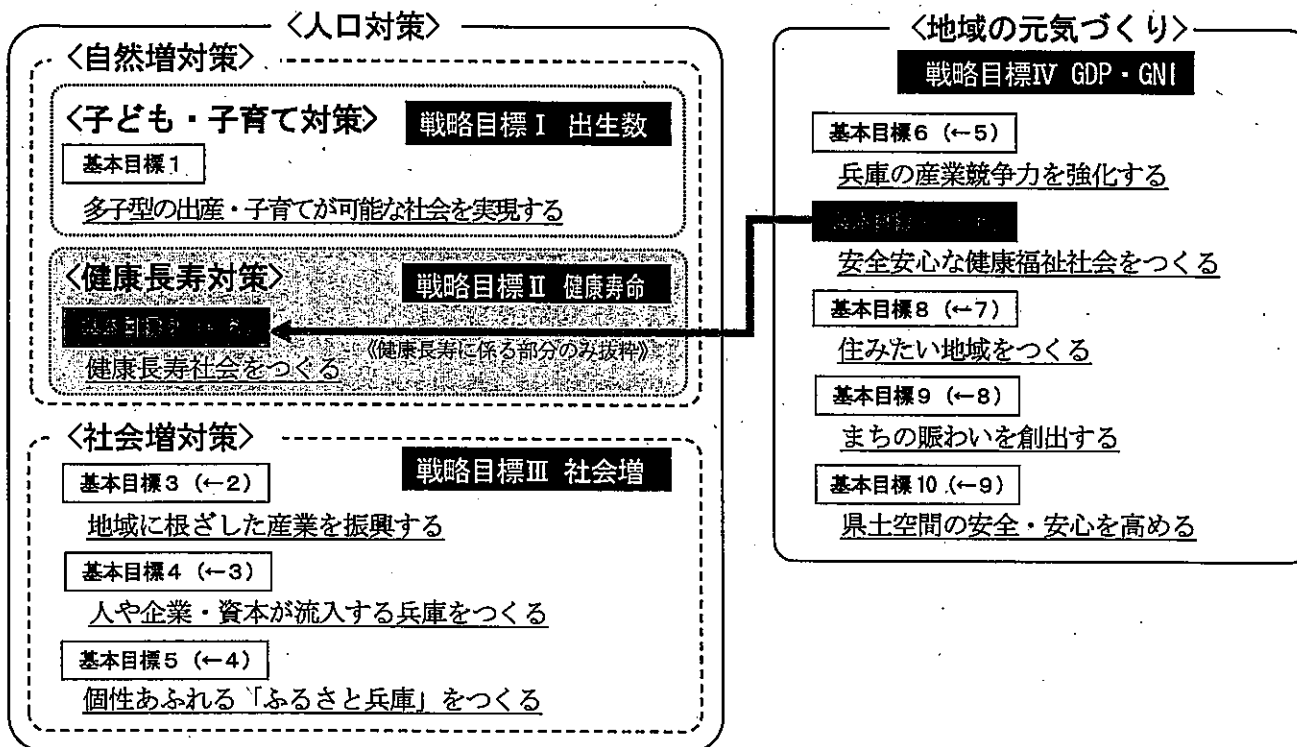 〈人口対策〉
〈自然増対策〉
〈子ども・子育て対策〉
戦略目標Ⅰ 出生数
基本目標1
多子型の出産・子育てが可能な社会を実現する
〈健康長寿対策〉
戦略目標Ⅱ 健康寿命
《健康長寿に係る部分のみ抜粋》
健康長寿社会をつくる
〈社会増対策〉
戦略目標Ⅲ 社会増
基本目標3 (←2)
地域に根ざした産業を振興する
基本目標4 (←3)
人や企業・資本が流入する兵庫をつくる
基本目標5 (←4)
個性あふれる「ふるさと兵庫」をつくる
〈地域の元気づくり〉
戦略目標Ⅳ GDP・GNI
基本目標6 (←5)
兵庫の産業競争力を強化する
安全安心な健康福祉社会をつくる
基本目標8 (←7)
住みたい地域をつくる
基本目標9 (←8)
まちの賑わいを創出する
基本目標10 (←9)
県土空間の安全・安心を高める